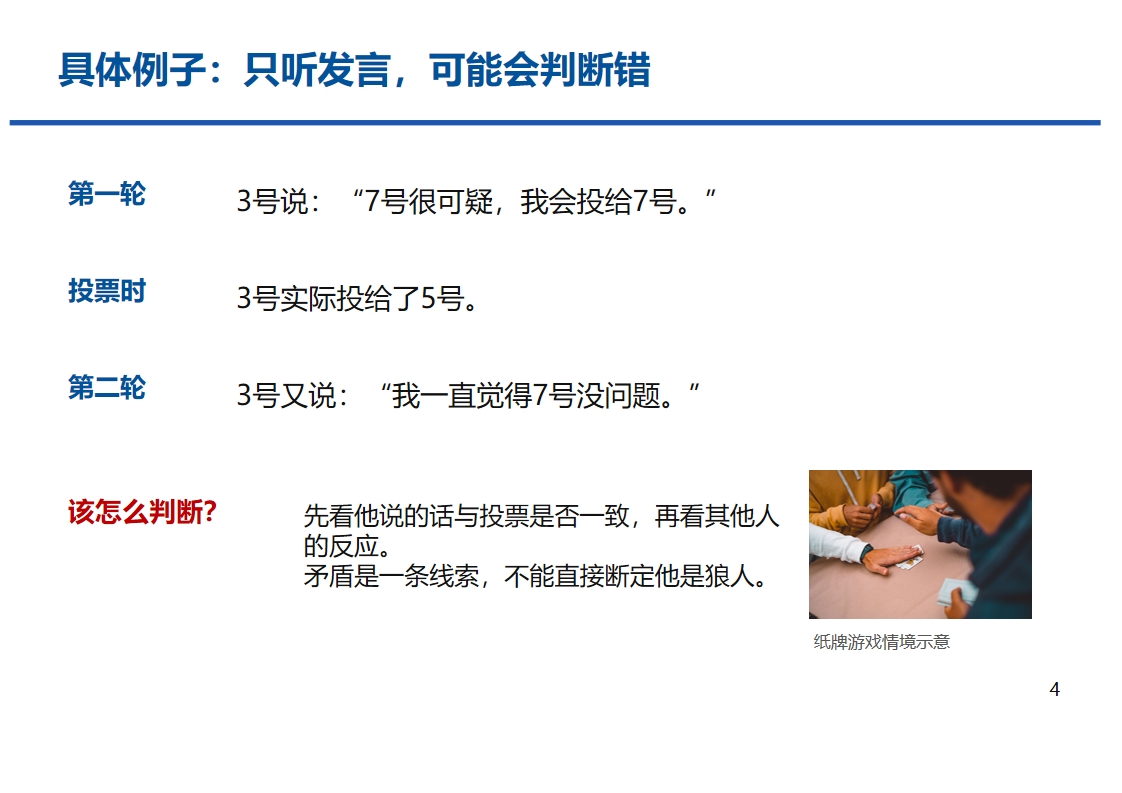 具体例子：只听发言，可能会判断错
第一轮
3号说：“7号很可疑，我会投给7号。”
投票时
3号实际投给了5号。
第二轮
3号又说：“我一直觉得7号没问题。”
该怎么判断？
先看他说的话与投票是否一致，再看其他人
的反应。
矛盾是一条线索，不能直接断定他是狼人。
纸牌游戏情境示意
4